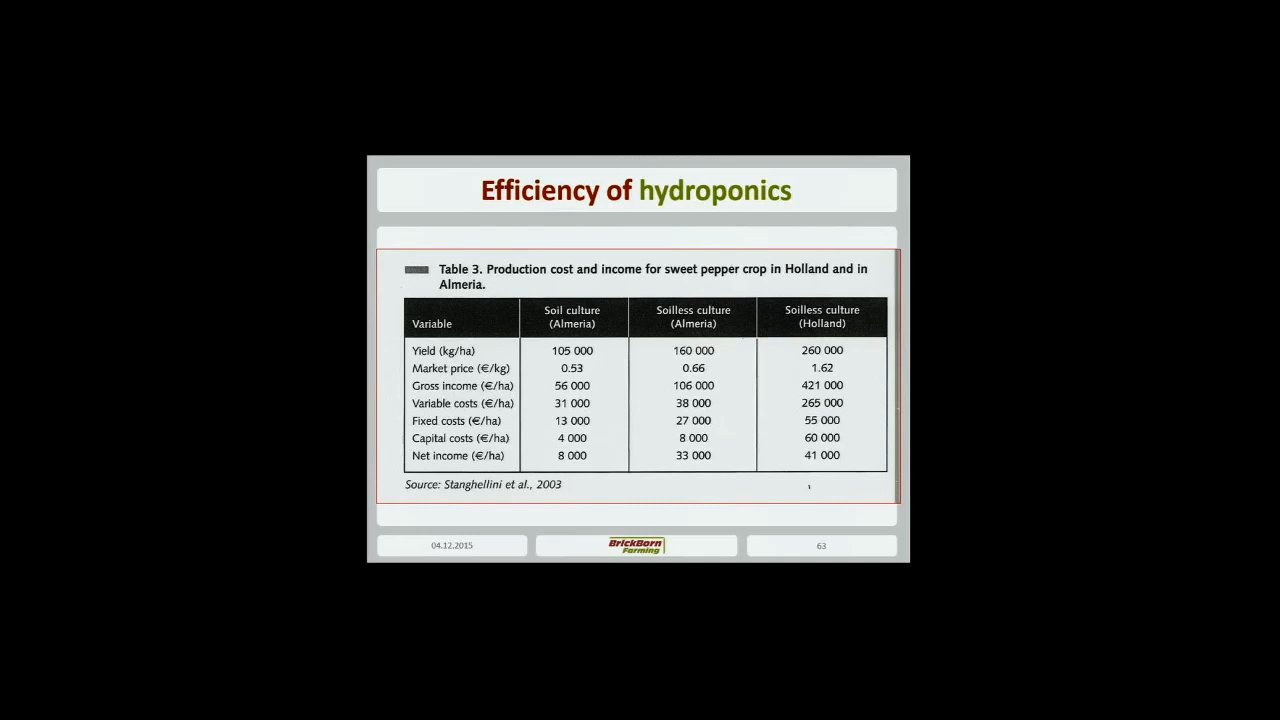 Efficiency of hydroponics
Table 3. Production cost and income for sweet pepper crop in Holland and in
Almeria.
Variable Soil culture (Almeria) Soilless culture (Almeria) Soilless culture (Holland)
Yield (kg/ha) 105 000 160 000 260 000
Market price (€/kg) 0.53 0.66 1.62
Gross income (€/ha) 56 000 106 000 421 000
Variable costs (€/ha) 31 000 38 000 265 000
Fixed costs (€/ha) 13 000 27 000 55 000
Capital costs (€/ha) 4 000 8 000 60 000
Net income (€/ha) 8 000 33 000 41 000
Source: Stanghellini et al., 2003
04.12.2015
BrickBorn
Farming
63